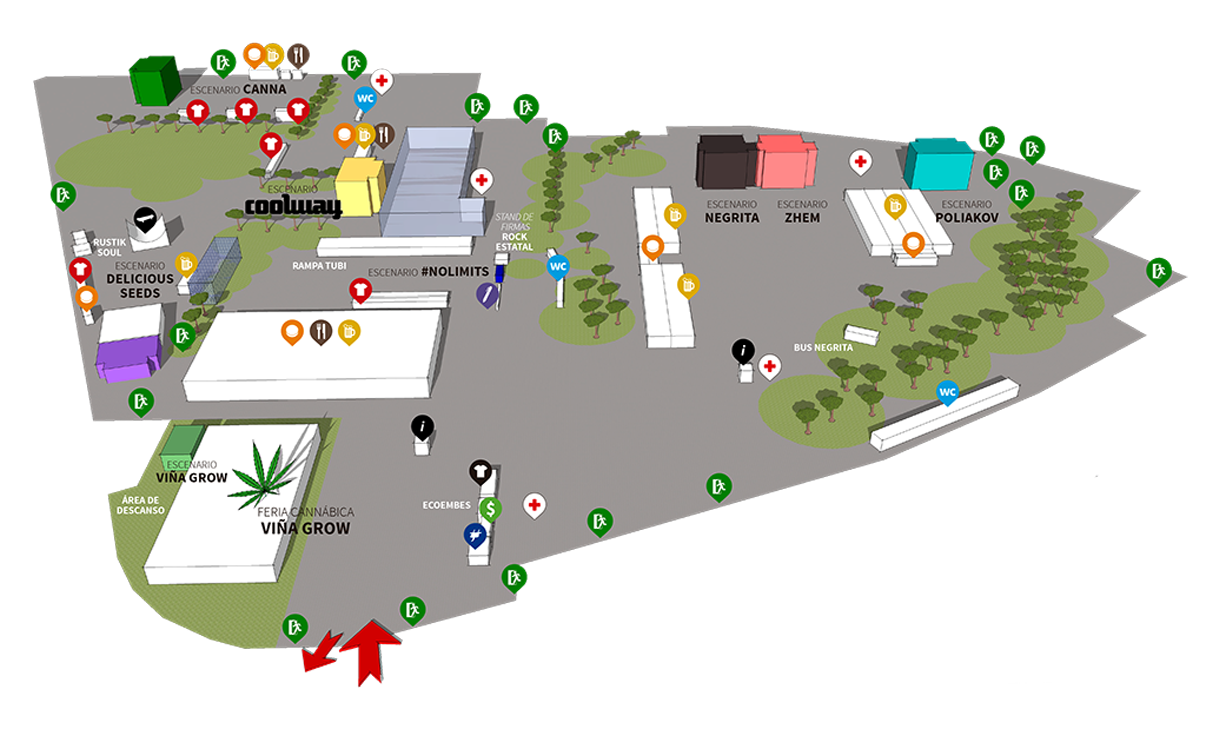 ESCENARIO CANNA
WC
ESCENARIO
coolway
STAND DE
FIRMAS
ROCK
ESTATAL
ESCENARIO
NEGRITA
ESCENARIO
ZHEM
ESCENARIO
POLIAKOV
RUSTIK
SOUL
ESCENARIO
DELICIOUS
SEEDS
RAMPA TUBI
ESCENARIO #NOLIMITS
WC
BUS NEGRITA
i
WC
i
ESCENARIO
VIÑA GROW
ÁREA DE
DESCANSO
FERIA CANNÁBICA
VIÑA GROW
ECOEMBES
$